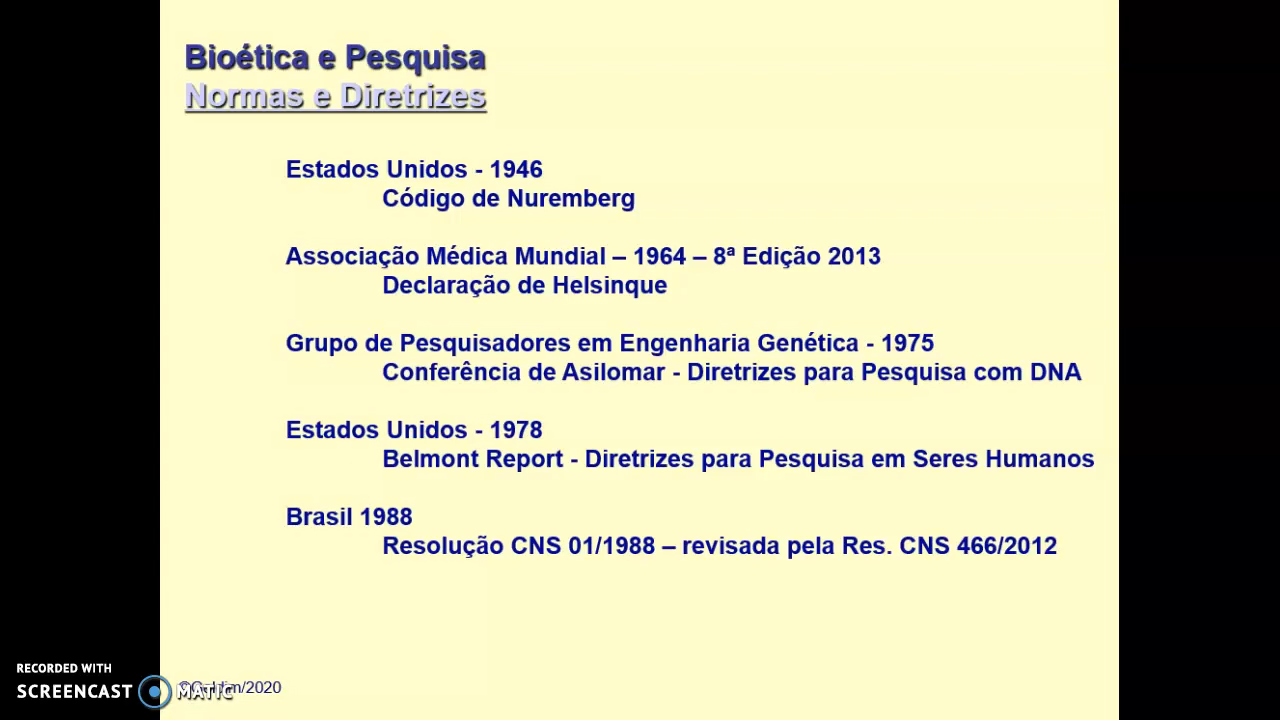 Bioética e Pesquisa
Normas e Diretrizes
Estados Unidos - 1946
Código de Nuremberg
Associação Médica Mundial – 1964 – 8ª Edição 2013
Declaração de Helsinque
Grupo de Pesquisadores em Engenharia Genética - 1975
Conferência de Asilomar - Diretrizes para Pesquisa com DNA
Estados Unidos - 1978
Belmont Report - Diretrizes para Pesquisa em Seres Humanos
Brasil 1988
Resolução CNS 01/1988 – revisada pela Res. CNS 466/2012
RECORDED WITH
SCREENCAST MATIC
/2020